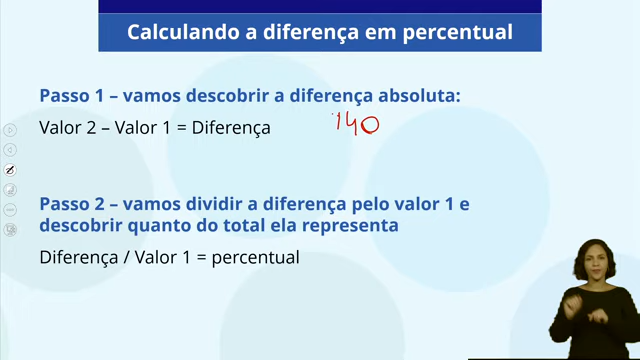 Calculando a diferença em percentual
Passo 1 – vamos descobrir a diferença absoluta:
Valor 2 – Valor 1 = Diferença
140
Passo 2 – vamos dividir a diferença pelo valor 1 e
descobrir quanto do total ela representa
Diferença / Valor 1 = percentual